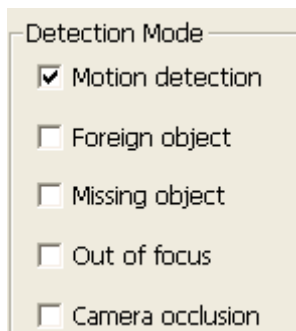 Detection Mode
Motion detection
Foreign object
Missing object
Out of focus
Camera occlusion